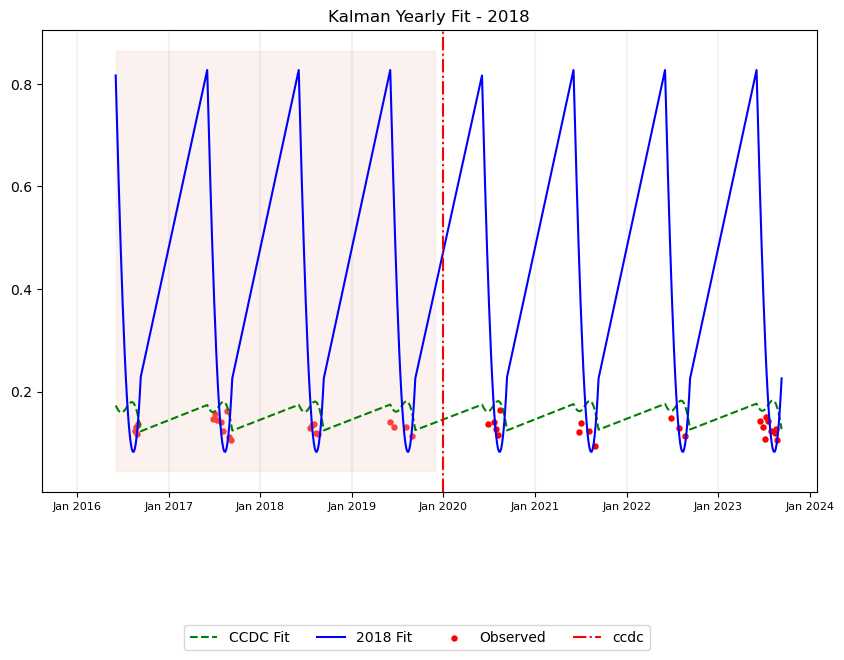 Kalman Yearly Fit - 2018
0.8
0.6
0.4
0.2
Jan 2016 Jan 2017 Jan 2018 Jan 2019 Jan 2020 Jan 2021 Jan 2022 Jan 2023 Jan 2024
CCDC Fit 2018 Fit Observed ccdc